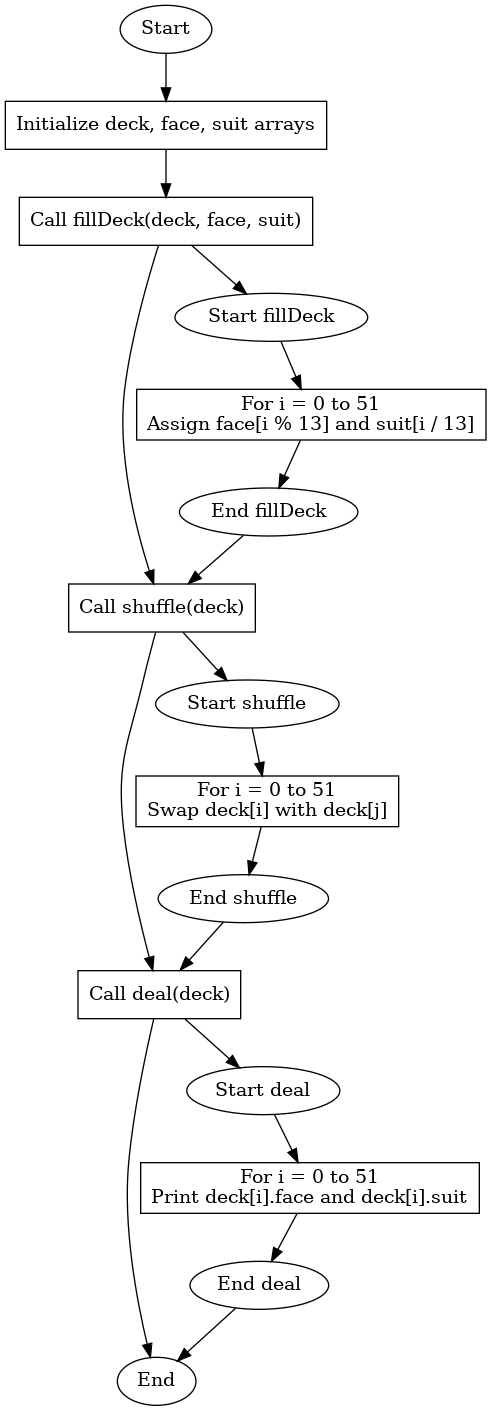 Start
Initialize deck, face, suit arrays
Call fillDeck(deck, face, suit)
Start fillDeck
For i = 0 to 51
Assign face[i % 13] and suit[i / 13]
End fillDeck
Call shuffle(deck)
Start shuffle
For i = 0 to 51
Swap deck[i] with deck[j]
End shuffle
Call deal(deck)
Start deal
For i = 0 to 51
Print deck[i].face and deck[i].suit
End deal
End